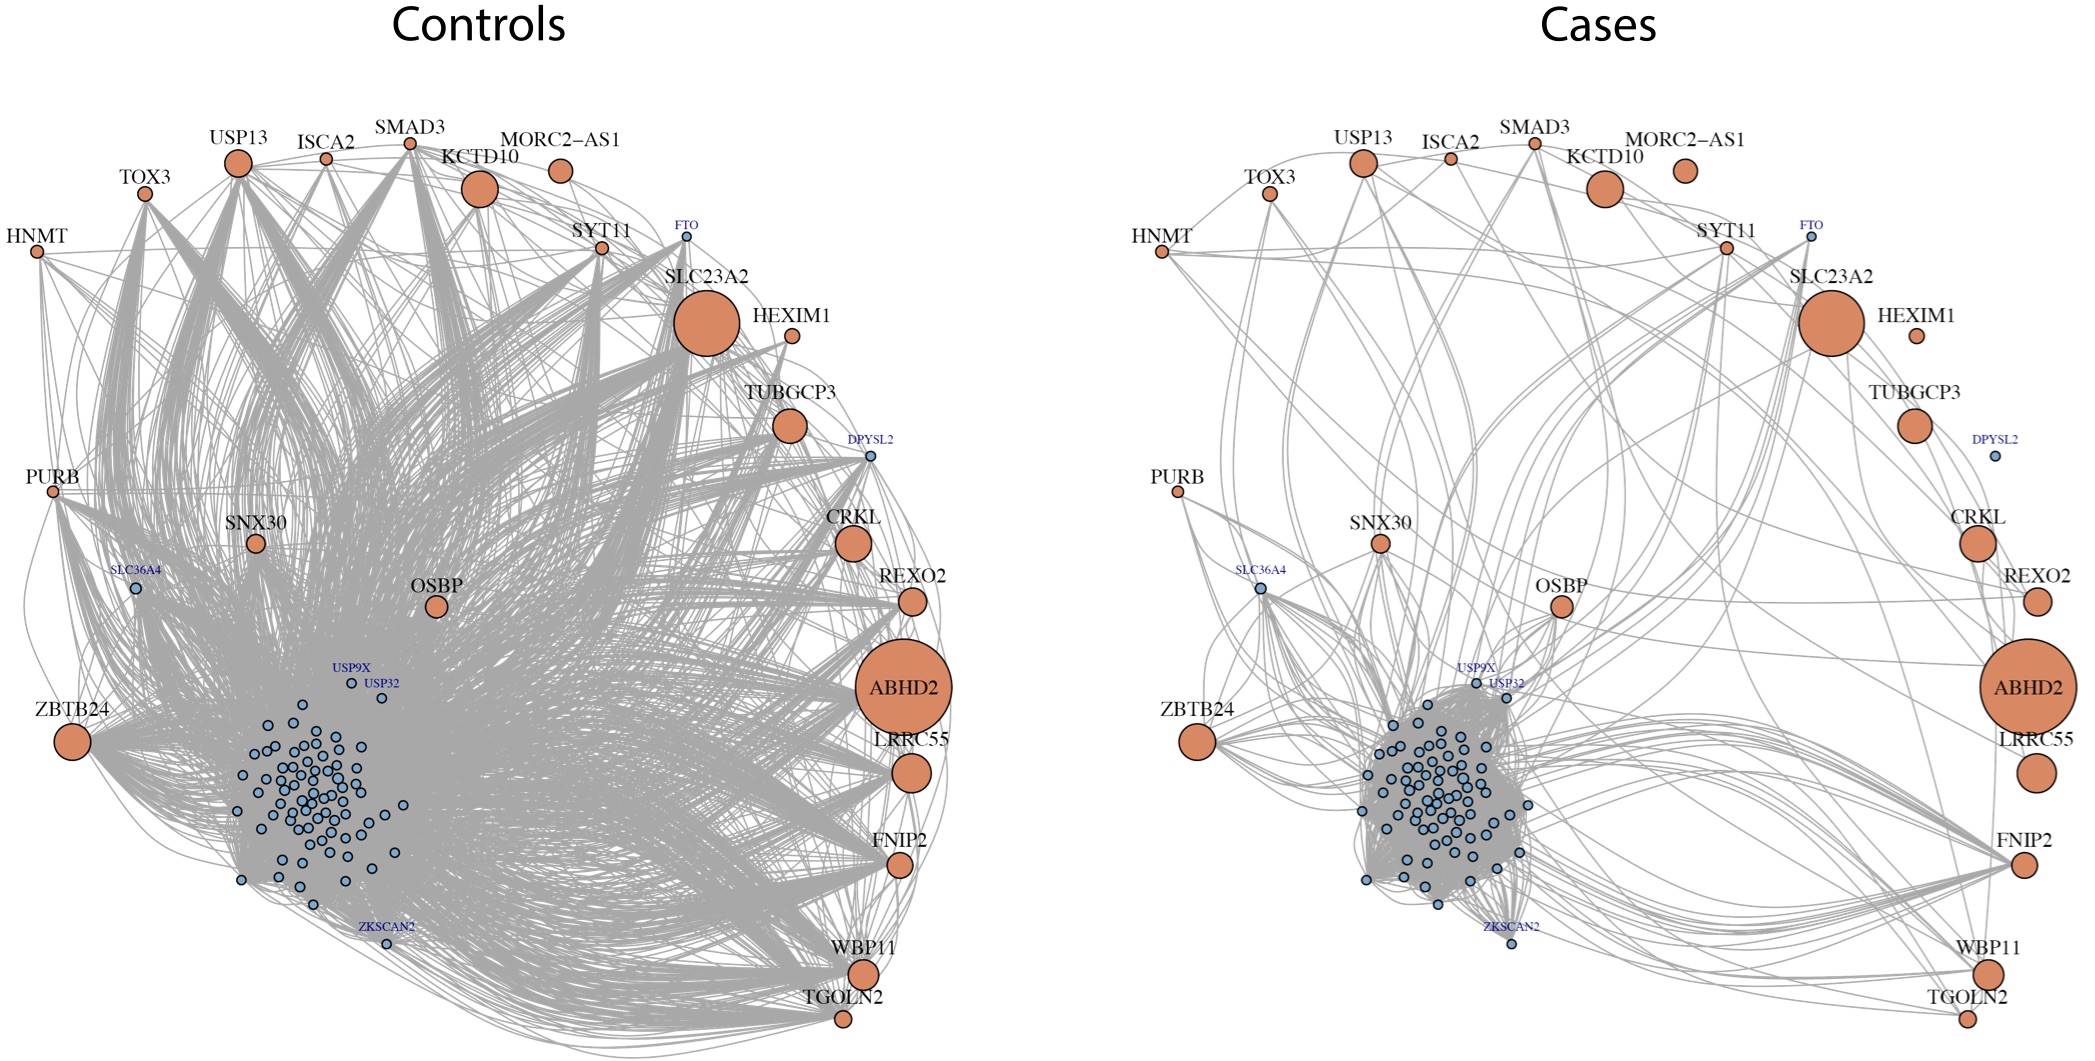 Controls
Cases
SMAD3
USP13
ISCA2
MORC2−AS1
KCTD10
TOX3
FTO
SYT11
HNMT
SLC23A2
HEXIM1
TUBGCP3
DPYSL2
PURB
CRKL
SNX30
SLC36A4
REXO2
OSBP
USP9X
USP32
ABHD2
ZBTB24
LRRC55
FNIP2
ZKSCAN2
WBP11
TGOLN2
SMAD3
USP13
ISCA2
MORC2−AS1
KCTD10
TOX3
FTO
SYT11
HNMT
SLC23A2
HEXIM1
TUBGCP3
DPYSL2
PURB
CRKL
SNX30
SLC36A4
REXO2
OSBP
USP9X
USP32
ABHD2
ZBTB24
LRRC55
FNIP2
ZKSCAN2
WBP11
TGOLN2